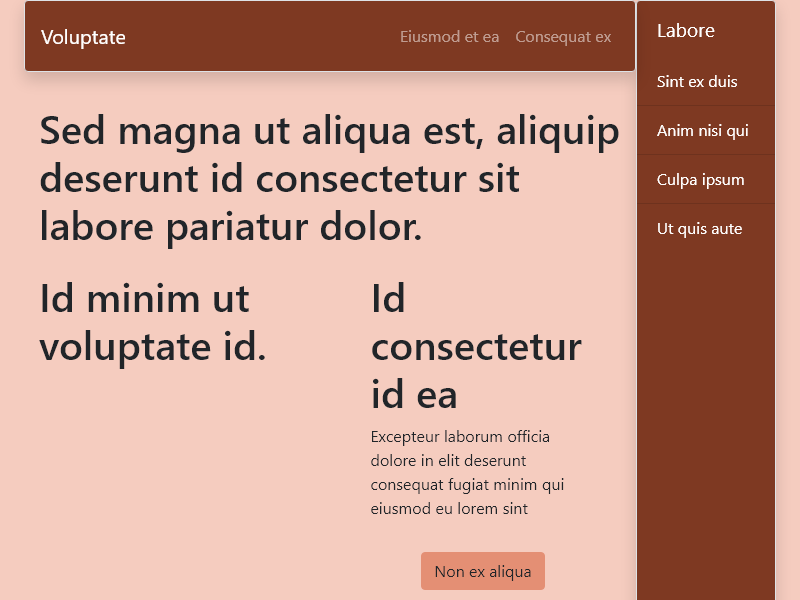 Voluptate
Eiusmod et ea
Consequat ex
Sed magna ut aliqua est, aliquip
deserunt id consectetur sit
labore pariatur dolor.
Id minim ut
voluptate id.
Id
consectetur
id ea
Excepteur laborum officia
dolore in elit deserunt
consequat fugiat minim qui
eiusmod eu lorem sint
Non ex aliqua
Labore
Sint ex duis
Anim nisi qui
Culpa ipsum
Ut quis aute